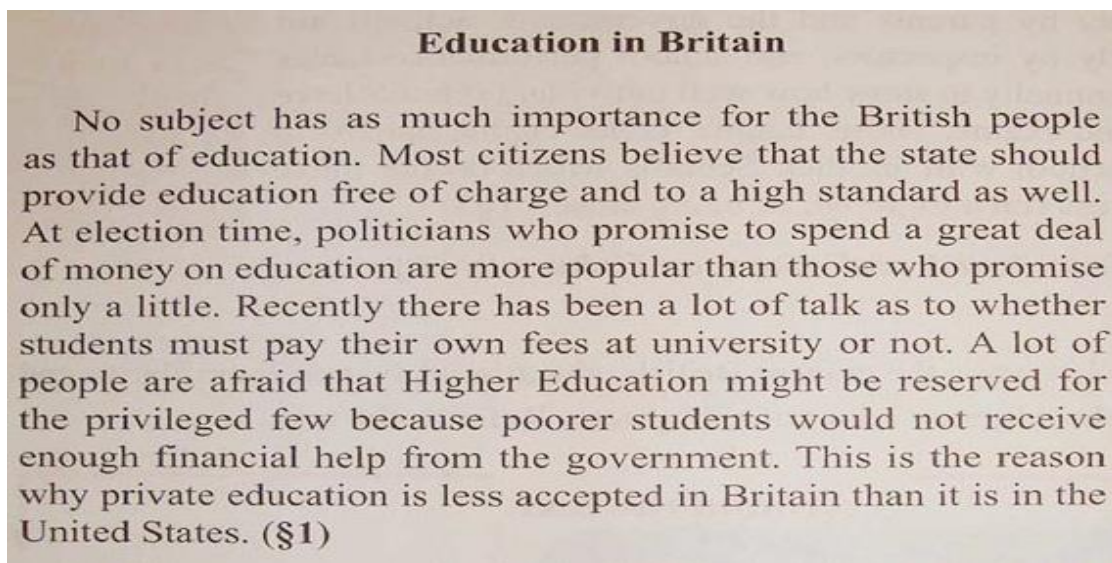 Education in Britain
No subject has as much importance for the British people
as that of education. Most citizens believe that the state should
provide education free of charge and to a high standard as well.
At election time, politicians who promise to spend a great deal
of money on education are more popular than those who promise
only a little. Recently there has been a lot of talk as to whether
students must pay their own fees at university or not. A lot of
people are afraid that Higher Education might be reserved for
the privileged few because poorer students would not receive
enough financial help from the government. This is the reason
why private education is less accepted in Britain than it is in the
United States. (§1)